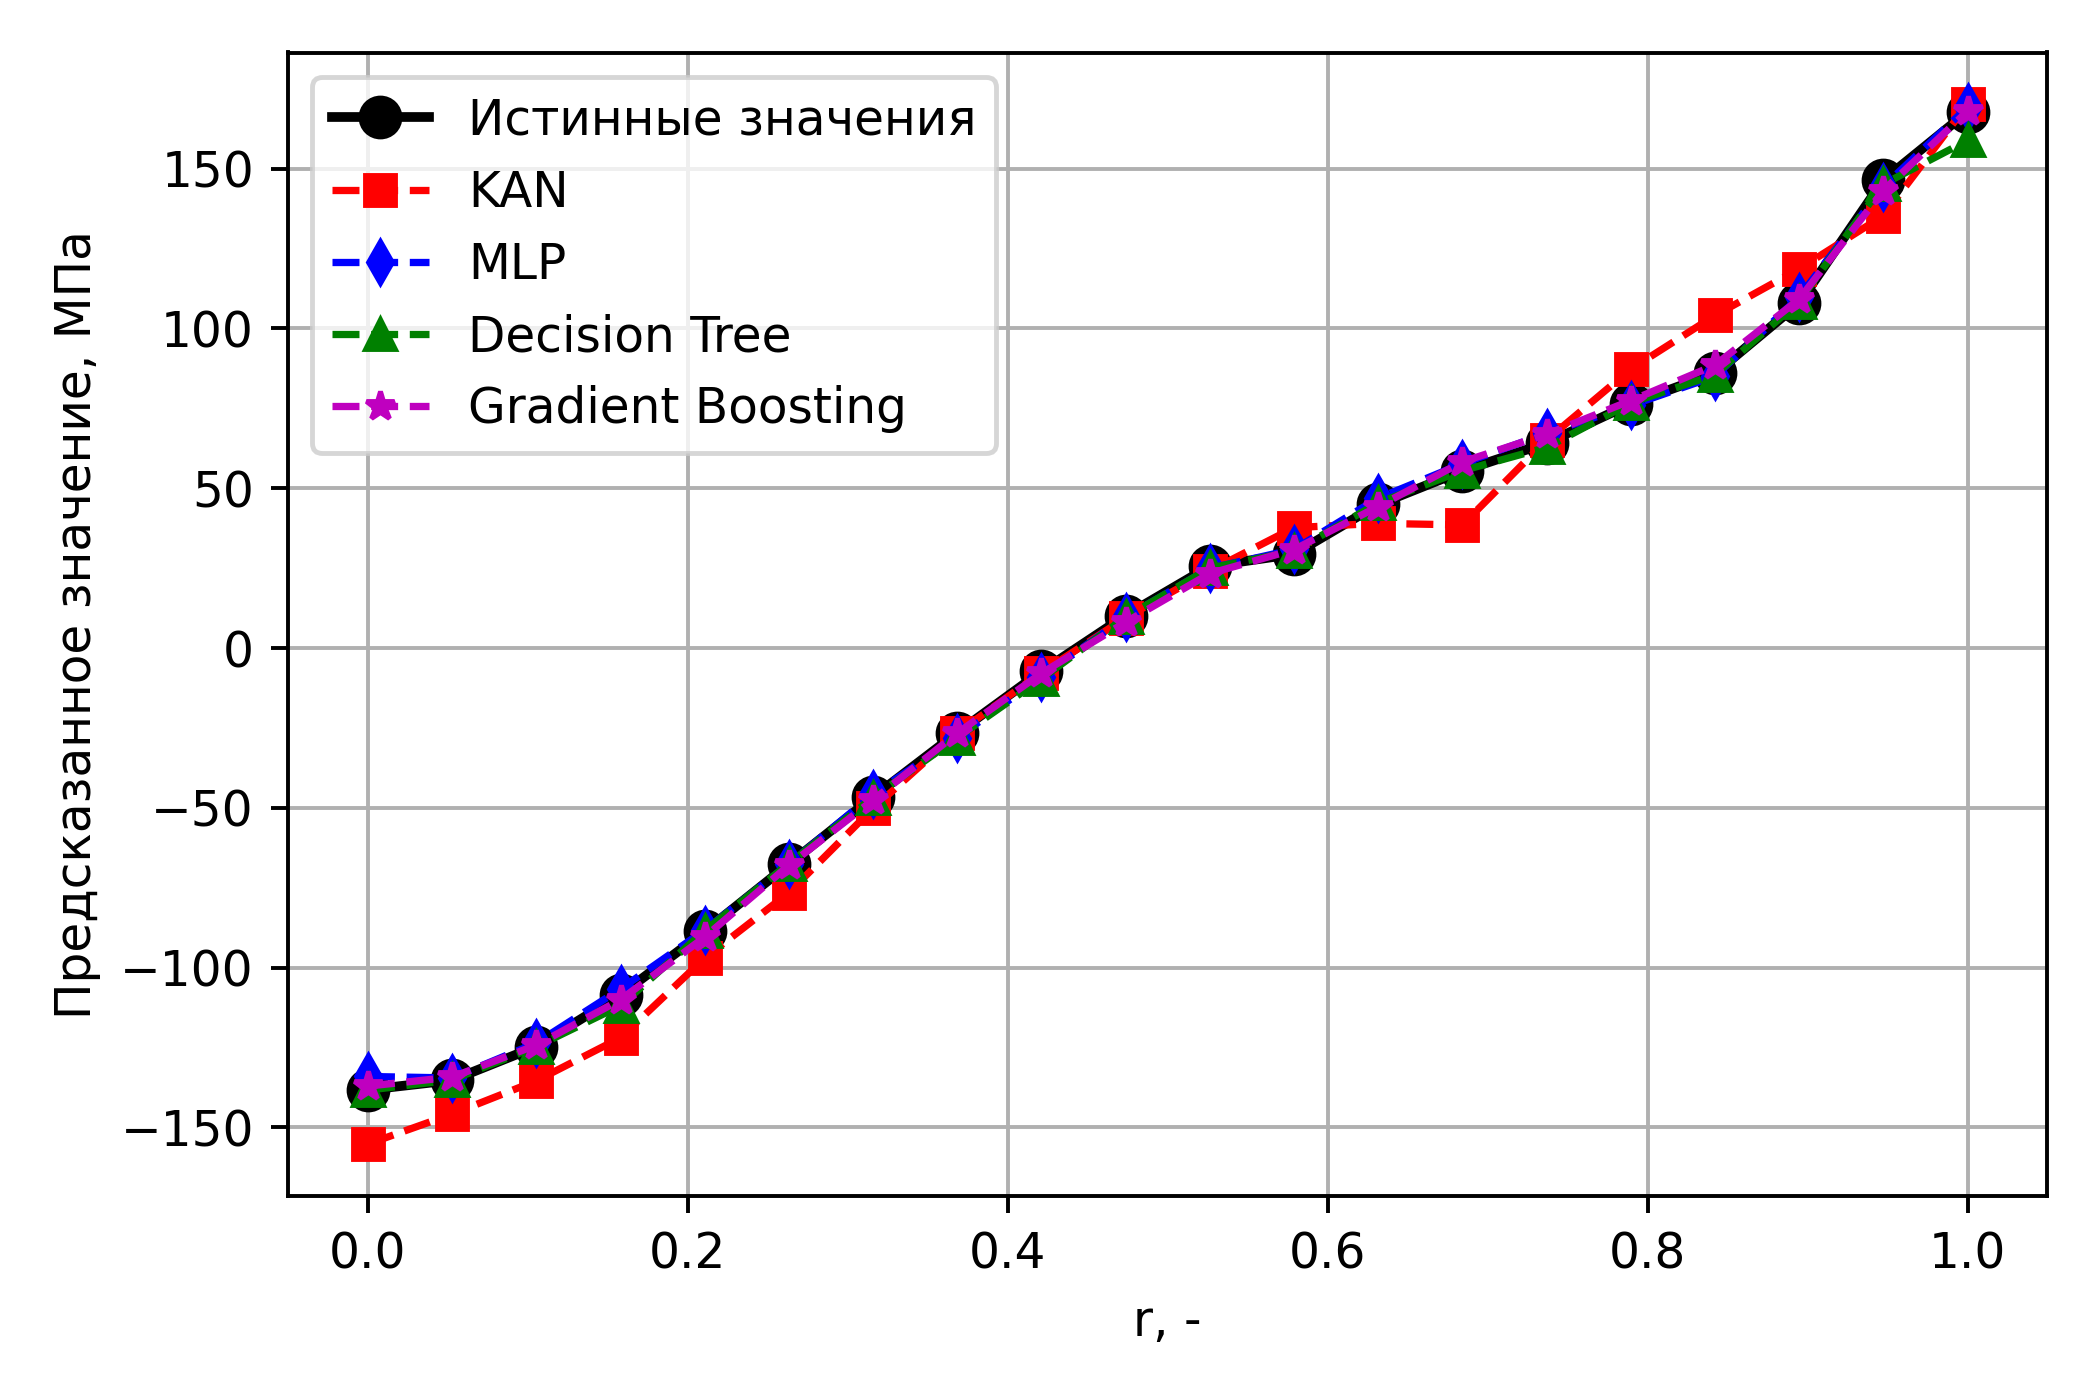 Истинные значения
KAN
MLP
Decision Tree
Gradient Boosting
Предсказанное значение, МПа
150
100
50
0
−50
−100
−150
0.0 0.2 0.4 0.6 0.8 1.0
r, -